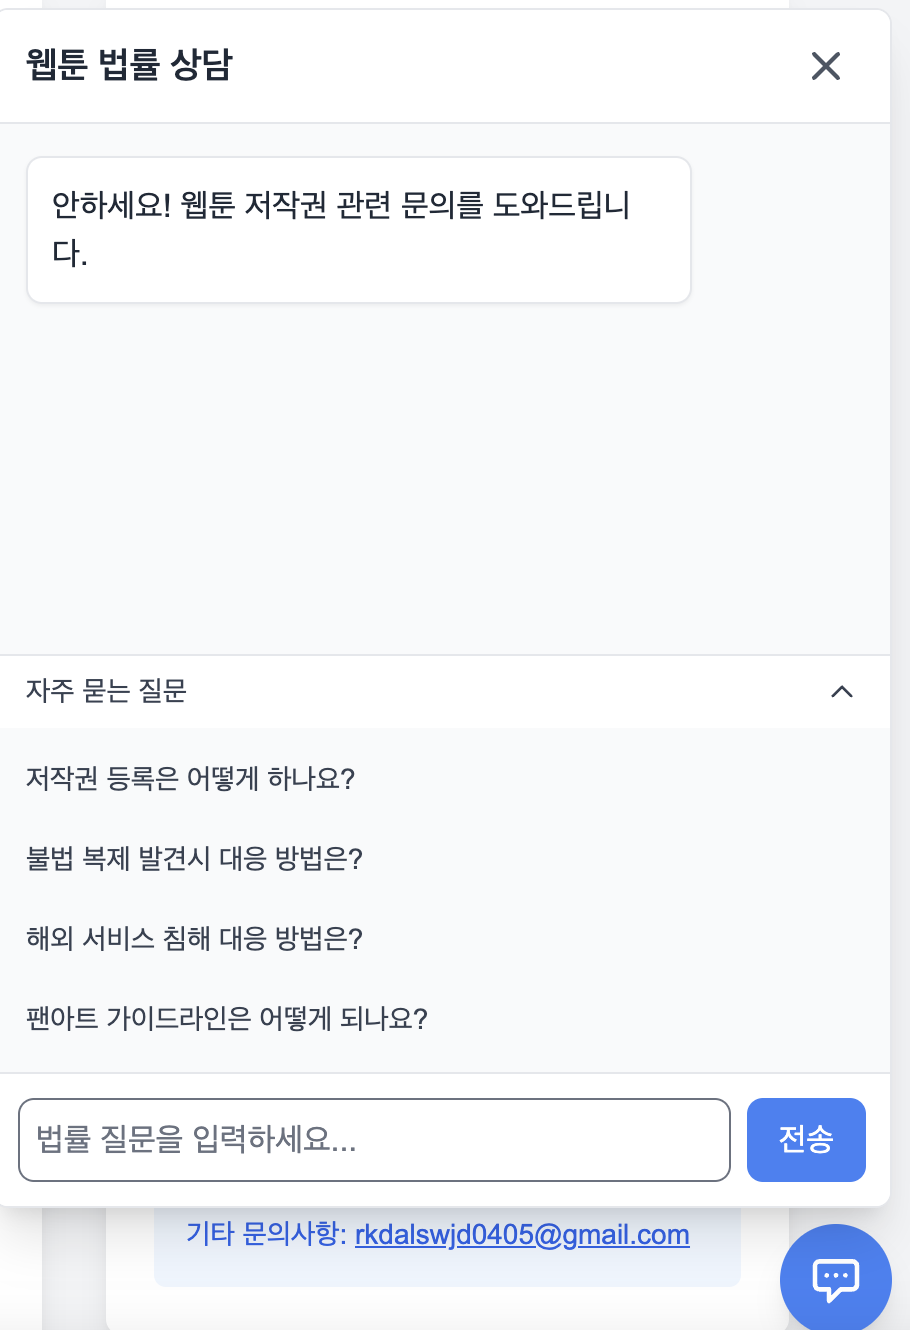 웹툰 법률 상담
안하세요! 웹툰 저작권 관련 문의를 도와드립니
다.
자주 묻는 질문
저작권 등록은 어떻게 하나요?
불법 복제 발견시 대응 방법은?
해외 서비스 침해 대응 방법은?
팬아트 가이드라인은 어떻게 되나요?
법률 질문을 입력하세요...
전송
기타 문의사항: rkdalswjd0405@gmail.com